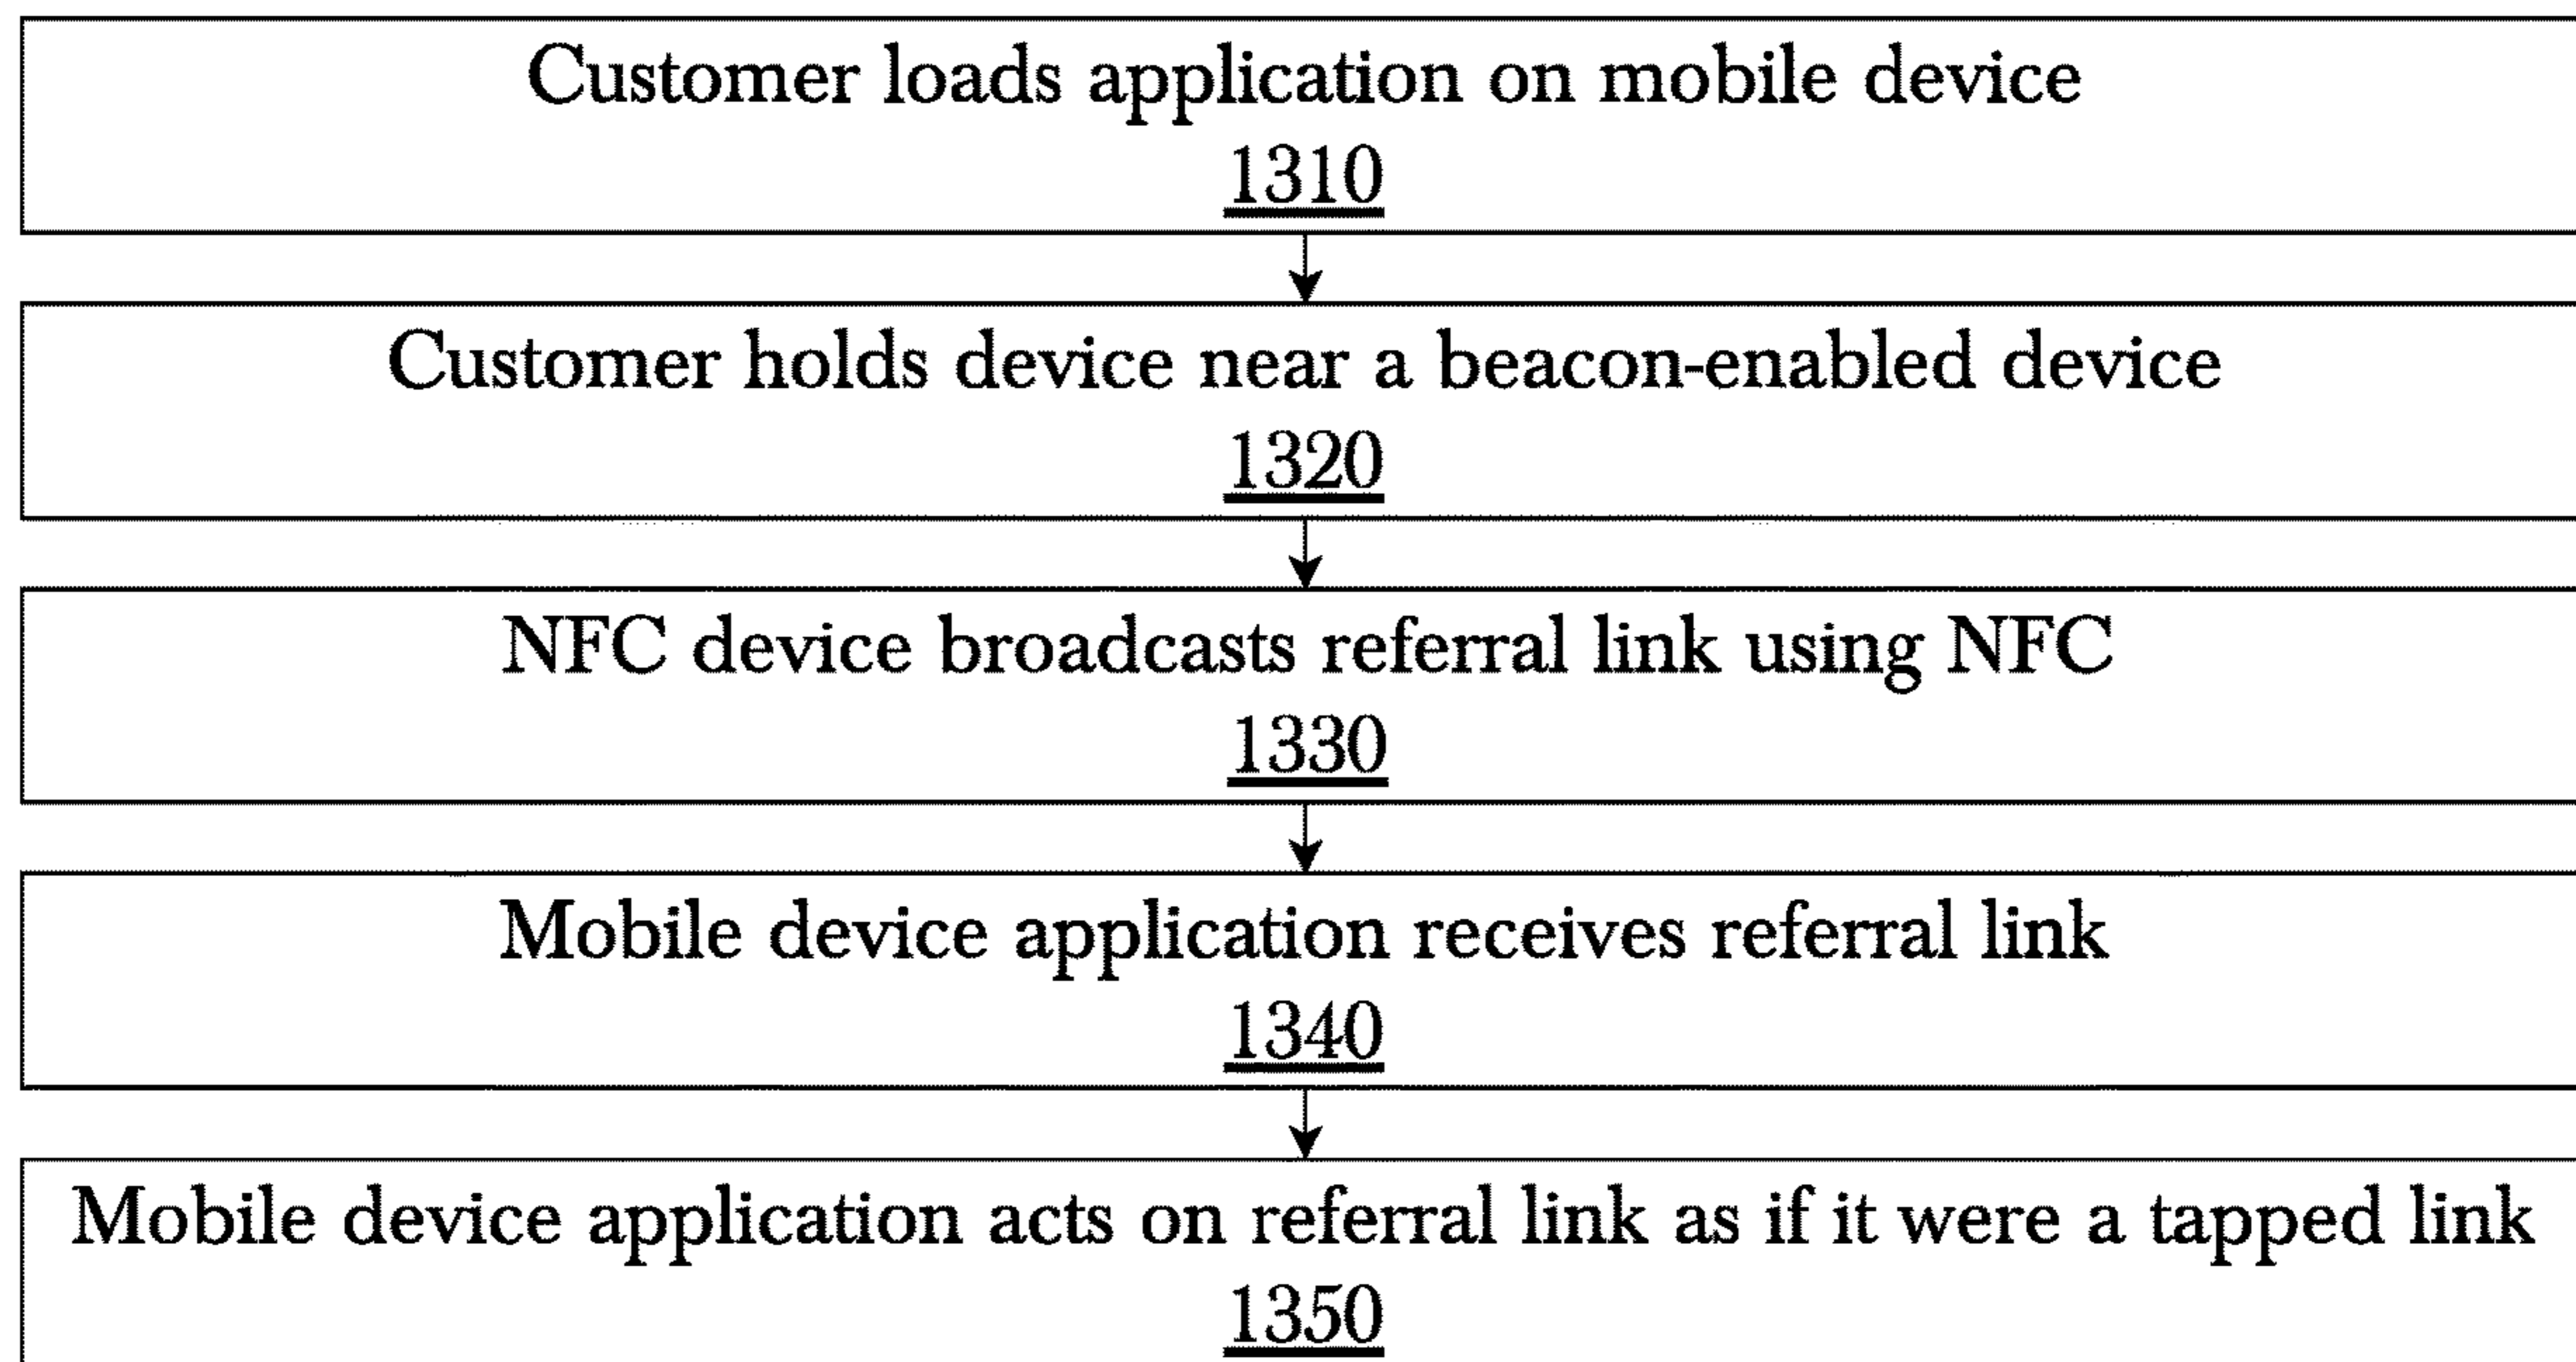 Customer loads application on mobile device
1310
Customer holds device near a beacon-enabled device
1320
NFC device broadcasts referral link using NFC
1330
Mobile device application receives referral link
1340
Mobile device application acts on referral link as if it were a tapped link
1350